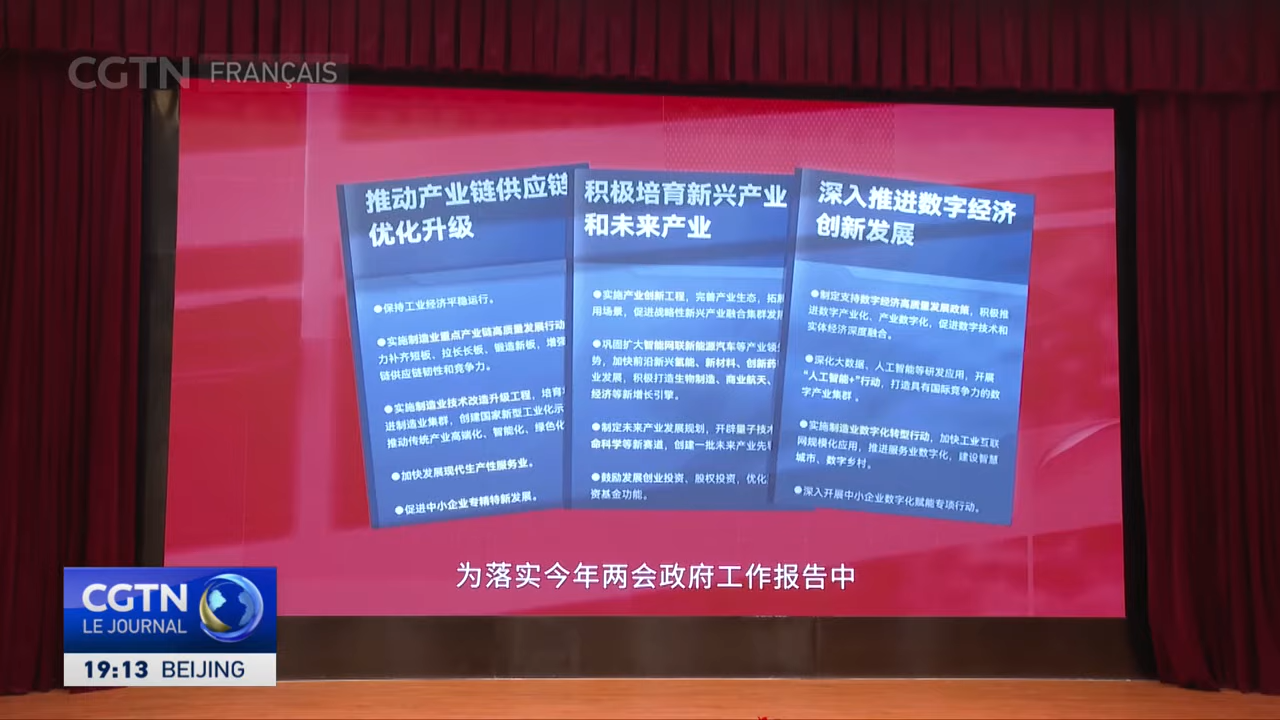 CGTN FRANÇAIS
推动产业链供应链
优化升级
●保持工业经济平稳运行。
●实施制造业重点产业链高质量发展行动
力补齐短板、拉长长板、锻造新板,增强
链供应链韧性和竞争力。
●实施制造业技术改造升级工程,培育
进制造业集群,创建国家新型工业化示
推动传统产业高端化、智能化、绿色化
●加快发展现代生产性服务业。
●促进中小企业专精特新发展。
积极培育新兴产业
和未来产业
●实施产业创新工程,完善产业生态,拓展
用场景,促进战略性新兴产业融合集群发展
●巩固扩大智能网联新能源汽车等产业领先
势,加快前沿新兴氢能、新材料、创新药
业发展,积极打造生物制造、商业航天、
经济等新增长引擎。
●制定未来产业发展规划,开辟量子技术
命科学等新赛道,创建一批未来产业先导
●鼓励发展创业投资、股权投资,优化
资基金功能。
深入推进数字经济
创新发展
●制定支持数字经济高质量发展政策,积极推
进数字产业化、产业数字化,促进数字技术和
实体经济深度融合。
●深化大数据、人工智能等研发应用,开展
“人工智能+”行动,打造具有国际竞争力的数
字产业集群。
●实施制造业数字化转型行动,加快工业互联
网规模化应用,推进服务业数字化,建设智慧
城市、数字乡村。
●深入开展中小企业数字化赋能专项行动。
为落实今年两会政府工作报告中
CGTN
LE JOURNAL
19:13 BEIJING